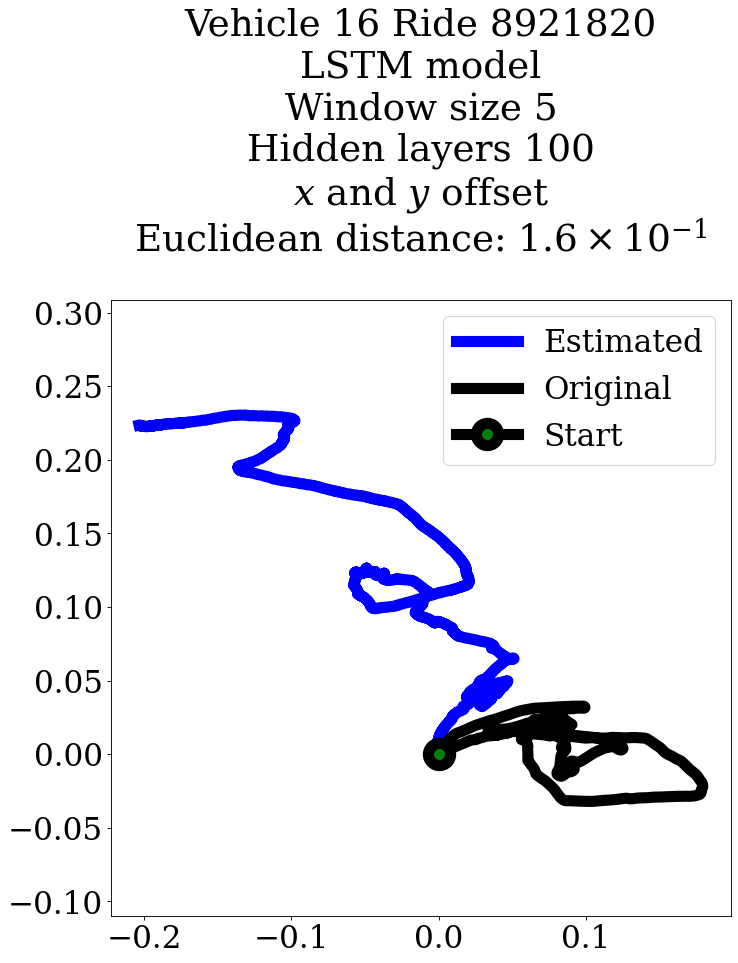 Vehicle 16 Ride 8921820
LSTM model
Window size 5
Hidden layers 100
x and y offset
Euclidean distance: 1.6 × 10⁻¹
Estimated
Original
Start
0.30
0.25
0.20
0.15
0.10
0.05
0.00
−0.05
−0.10
−0.2 −0.1 0.0 0.1